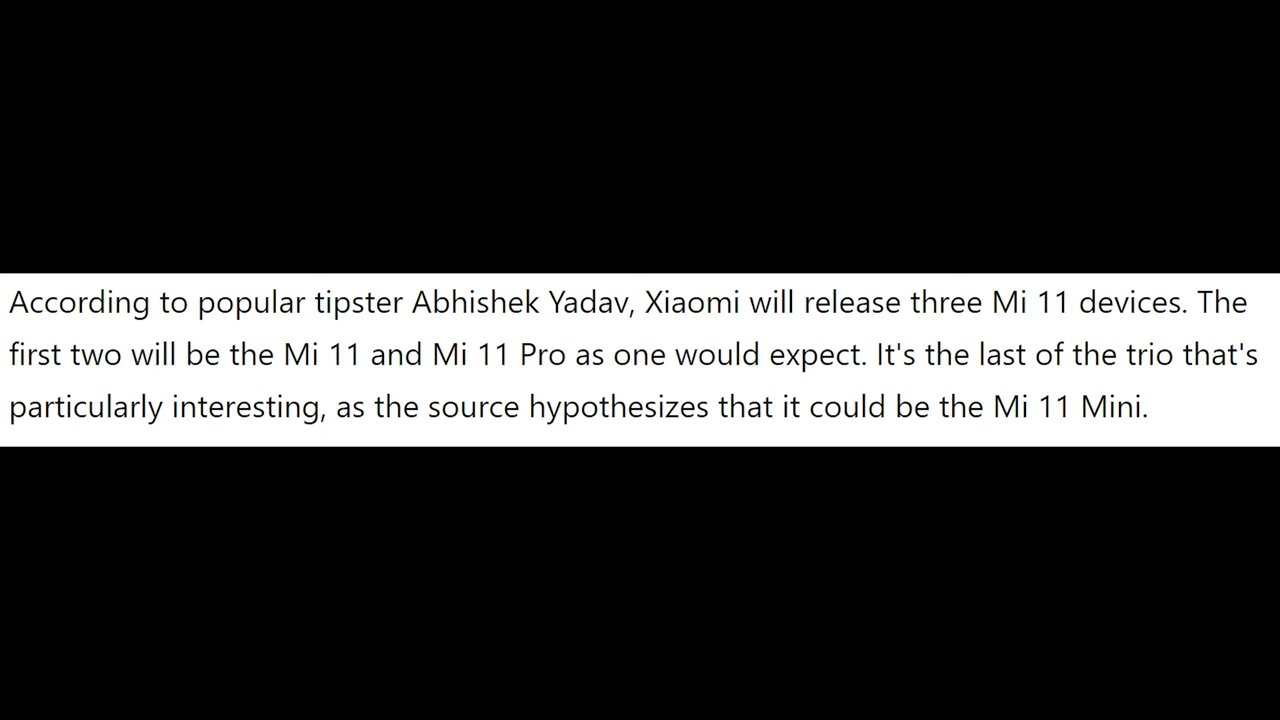 According to popular tipster Abhishek Yadav, Xiaomi will release three Mi 11 devices. The
first two will be the Mi 11 and Mi 11 Pro as one would expect. It's the last of the trio that's
particularly interesting, as the source hypothesizes that it could be the Mi 11 Mini.